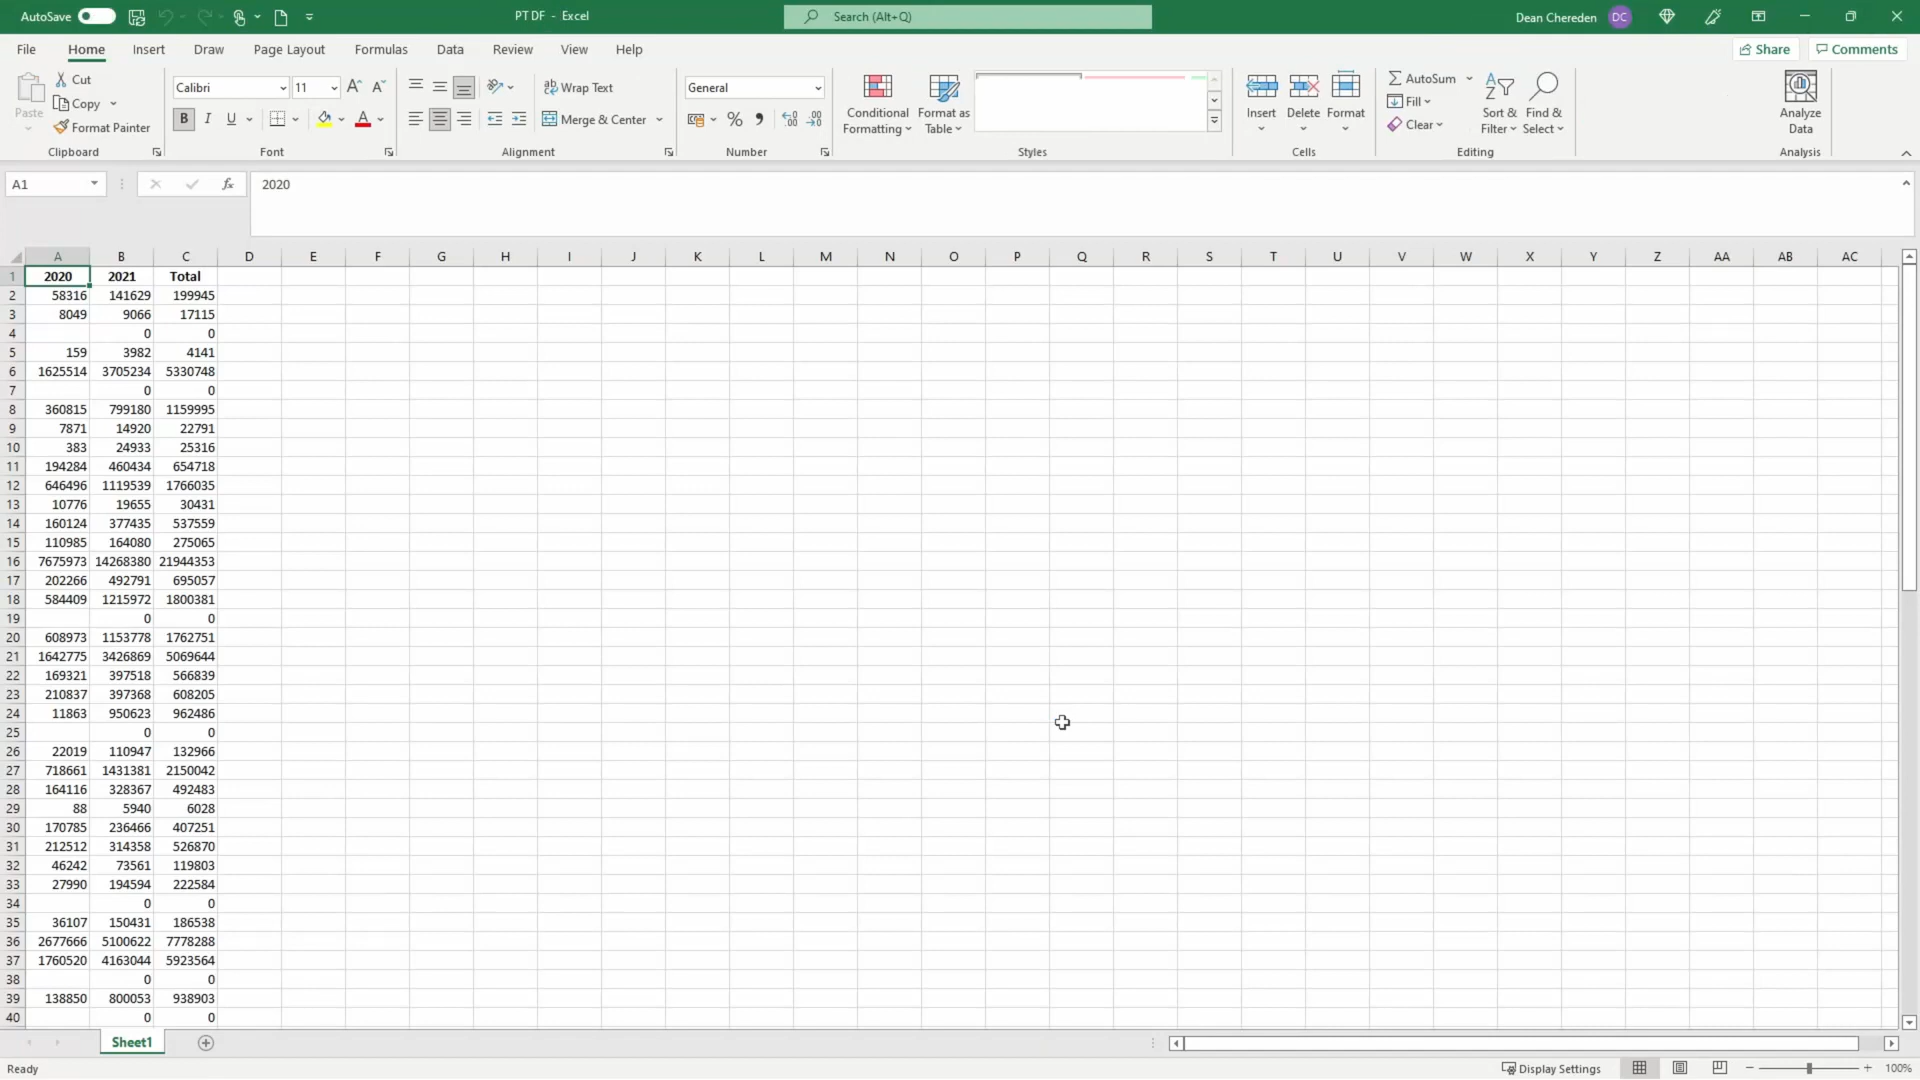 AutoSave
PT DF - Excel
Search (Alt+Q)
Dean Chereden DC
File Home Insert Draw Page Layout Formulas Data Review View Help
Share Comments
Paste
Cut
Copy
Format Painter
Clipboard
Calibri 11
B I U
Font
Wrap Text
Merge & Center
Alignment
General
Number
Conditional Formatting
Format as Table
Styles
Insert Delete Format
Cells
AutoSum
Fill
Clear
Sort & Filter
Find & Select
Editing
Analyze Data
Analysis
A1 fx 2020
A B C D E F G H I J K L M N O P Q R S T U V W X Y Z AA AB AC
1 2020 2021 Total
2 58316 141629 199945
3 8049 9066 17115
4 0 0
5 159 3982 4141
6 1625514 3705234 5330748
7 0 0
8 360815 799180 1159995
9 7871 14920 22791
10 383 24933 25316
11 194284 460434 654718
12 646496 1119539 1766035
13 10776 19655 30431
14 160124 377435 537559
15 110985 164080 275065
16 7675973 14268380 21944353
17 202266 492791 695057
18 584409 1215972 1800381
19 0 0
20 608973 1153778 1762751
21 1642775 3426869 5069644
22 169321 397518 566839
23 210837 397368 608205
24 11863 950623 962486
25 0 0
26 22019 110947 132966
27 718661 1431381 2150042
28 164116 328367 492483
29 88 5940 6028
30 170785 236466 407251
31 212512 314358 526870
32 46242 73561 119803
33 27990 194594 222584
34 0 0
35 36107 150431 186538
36 2677666 5100622 7778288
37 1760520 4163044 5923564
38 0 0
39 138850 800053 938903
40 0 0
Sheet1
Ready
Display Settings
100%